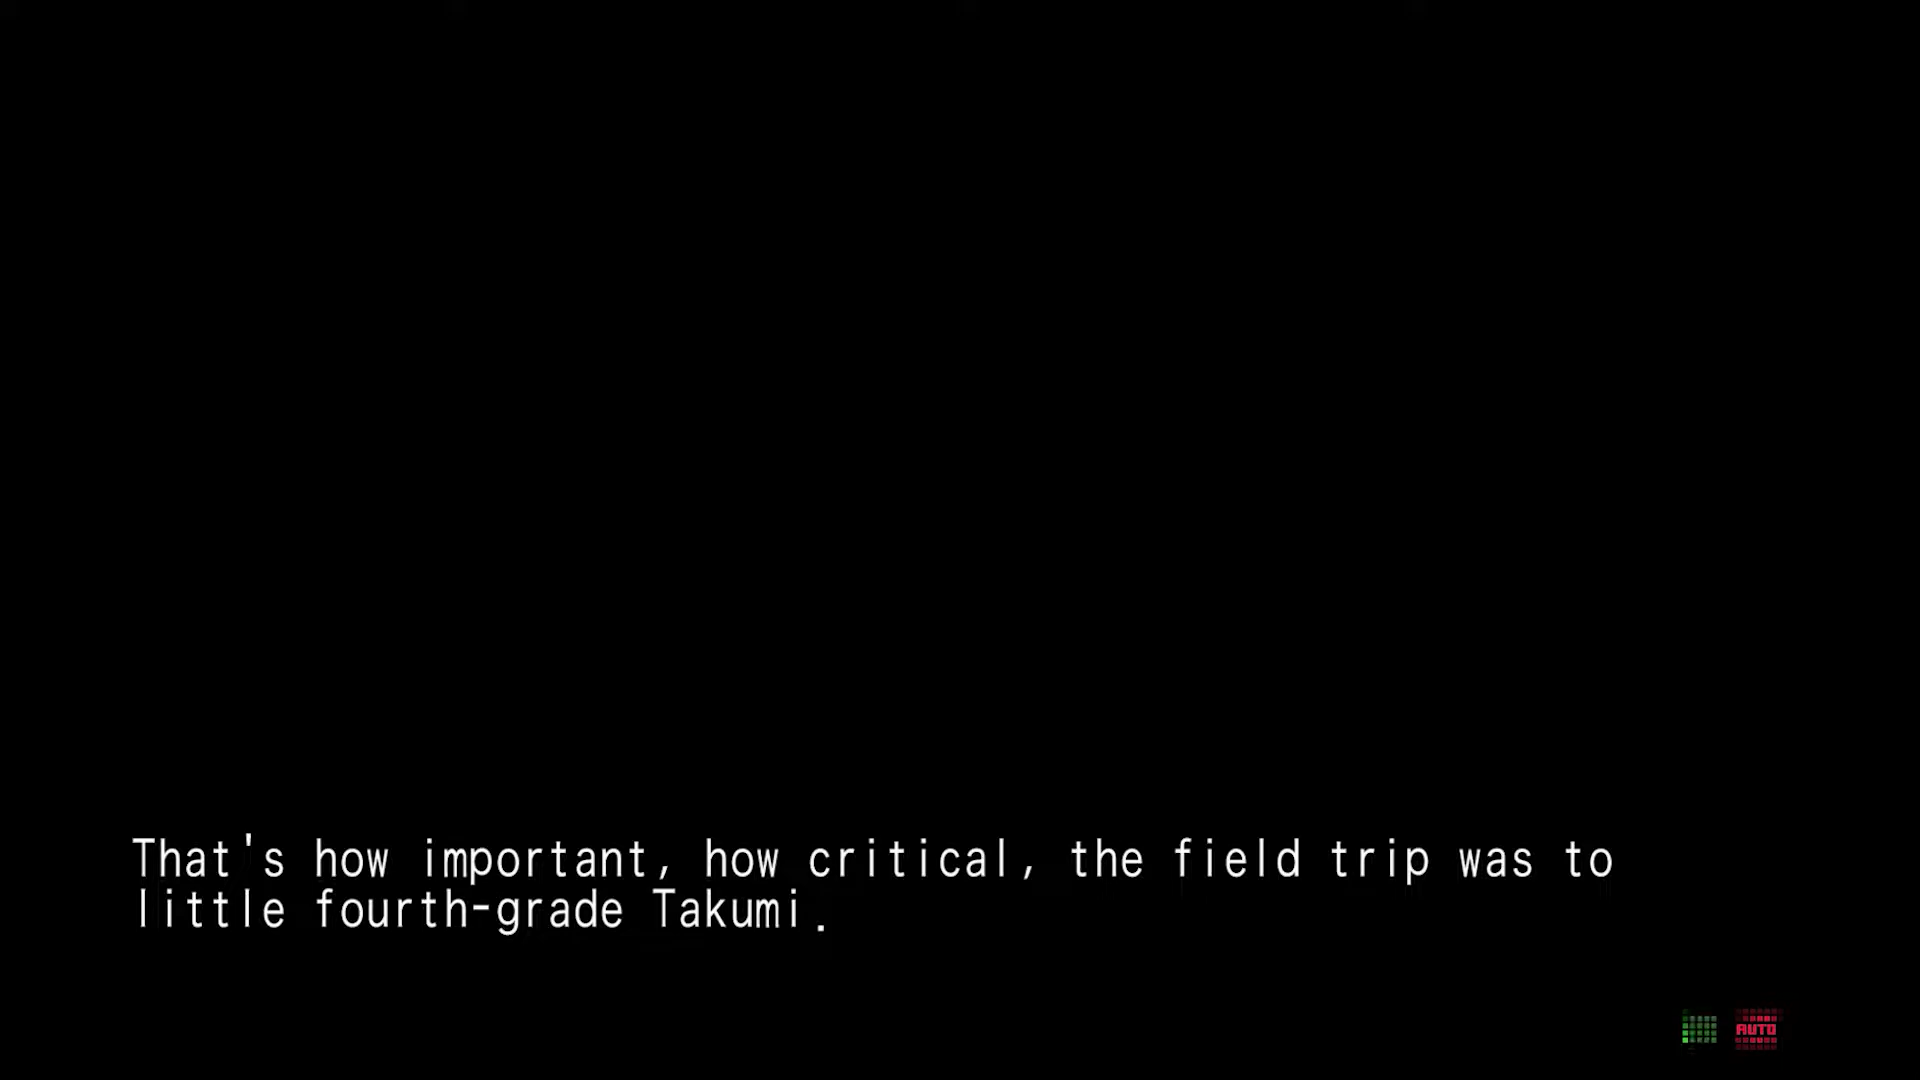 That's how important, how critical, the field trip was to
little fourth-grade Takumi.
AUTO